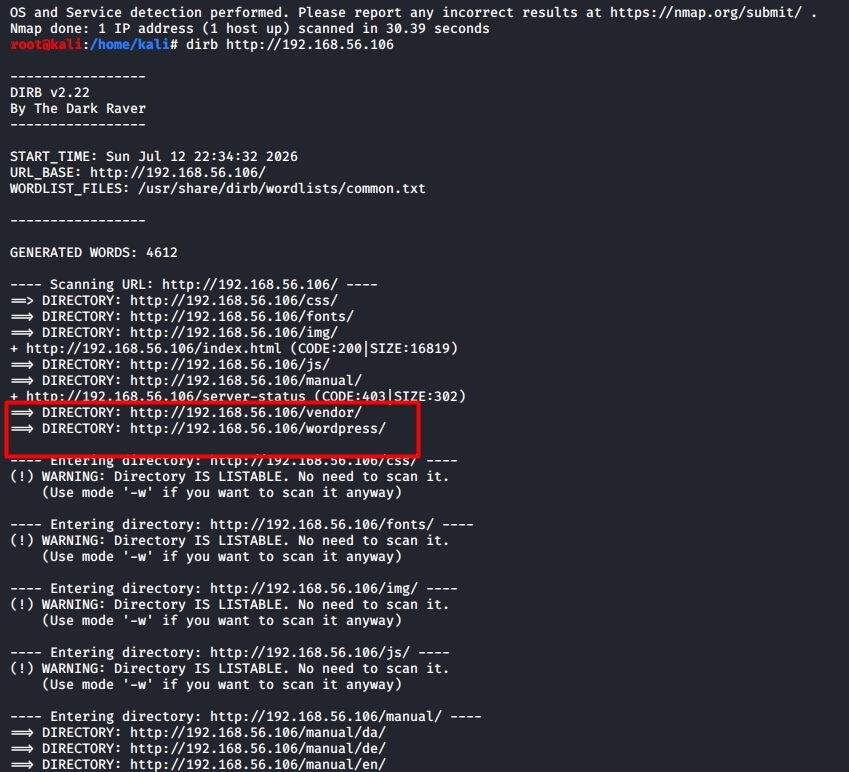 OS and Service detection performed. Please report any incorrect results at https://nmap.org/submit/ .
Nmap done: 1 IP address (1 host up) scanned in 30.39 seconds
root@kali:/home/kali# dirb http://192.168.56.106
-----------------
DIRB v2.22
By The Dark Raver
-----------------
START_TIME: Sun Jul 12 22:34:32 2026
URL_BASE: http://192.168.56.106/
WORDLIST_FILES: /usr/share/dirb/wordlists/common.txt
-----------------
GENERATED WORDS: 4612
---- Scanning URL: http://192.168.56.106/ ----
==> DIRECTORY: http://192.168.56.106/css/
==> DIRECTORY: http://192.168.56.106/fonts/
==> DIRECTORY: http://192.168.56.106/img/
+ http://192.168.56.106/index.html (CODE:200|SIZE:16819)
==> DIRECTORY: http://192.168.56.106/js/
==> DIRECTORY: http://192.168.56.106/manual/
+ http://192.168.56.106/server-status (CODE:403|SIZE:302)
==> DIRECTORY: http://192.168.56.106/vendor/
==> DIRECTORY: http://192.168.56.106/wordpress/
---- Entering directory: http://192.168.56.106/css/ ----
(!) WARNING: Directory IS LISTABLE. No need to scan it.
(Use mode '-w' if you want to scan it anyway)
---- Entering directory: http://192.168.56.106/fonts/ ----
(!) WARNING: Directory IS LISTABLE. No need to scan it.
(Use mode '-w' if you want to scan it anyway)
---- Entering directory: http://192.168.56.106/img/ ----
(!) WARNING: Directory IS LISTABLE. No need to scan it.
(Use mode '-w' if you want to scan it anyway)
---- Entering directory: http://192.168.56.106/js/ ----
(!) WARNING: Directory IS LISTABLE. No need to scan it.
(Use mode '-w' if you want to scan it anyway)
---- Entering directory: http://192.168.56.106/manual/ ----
==> DIRECTORY: http://192.168.56.106/manual/da/
==> DIRECTORY: http://192.168.56.106/manual/de/
==> DIRECTORY: http://192.168.56.106/manual/en/